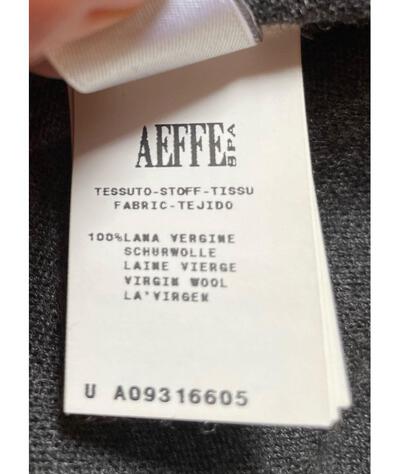 AEFFE SPA
TESSUTO-STOFF-TISSU
FABRIC-TEJIDO
100%LANA VERGINE
SCHURWOLLE
LAINE VIERGE
VIRGIN WOOL
LA'VIRGEN
U A09316605